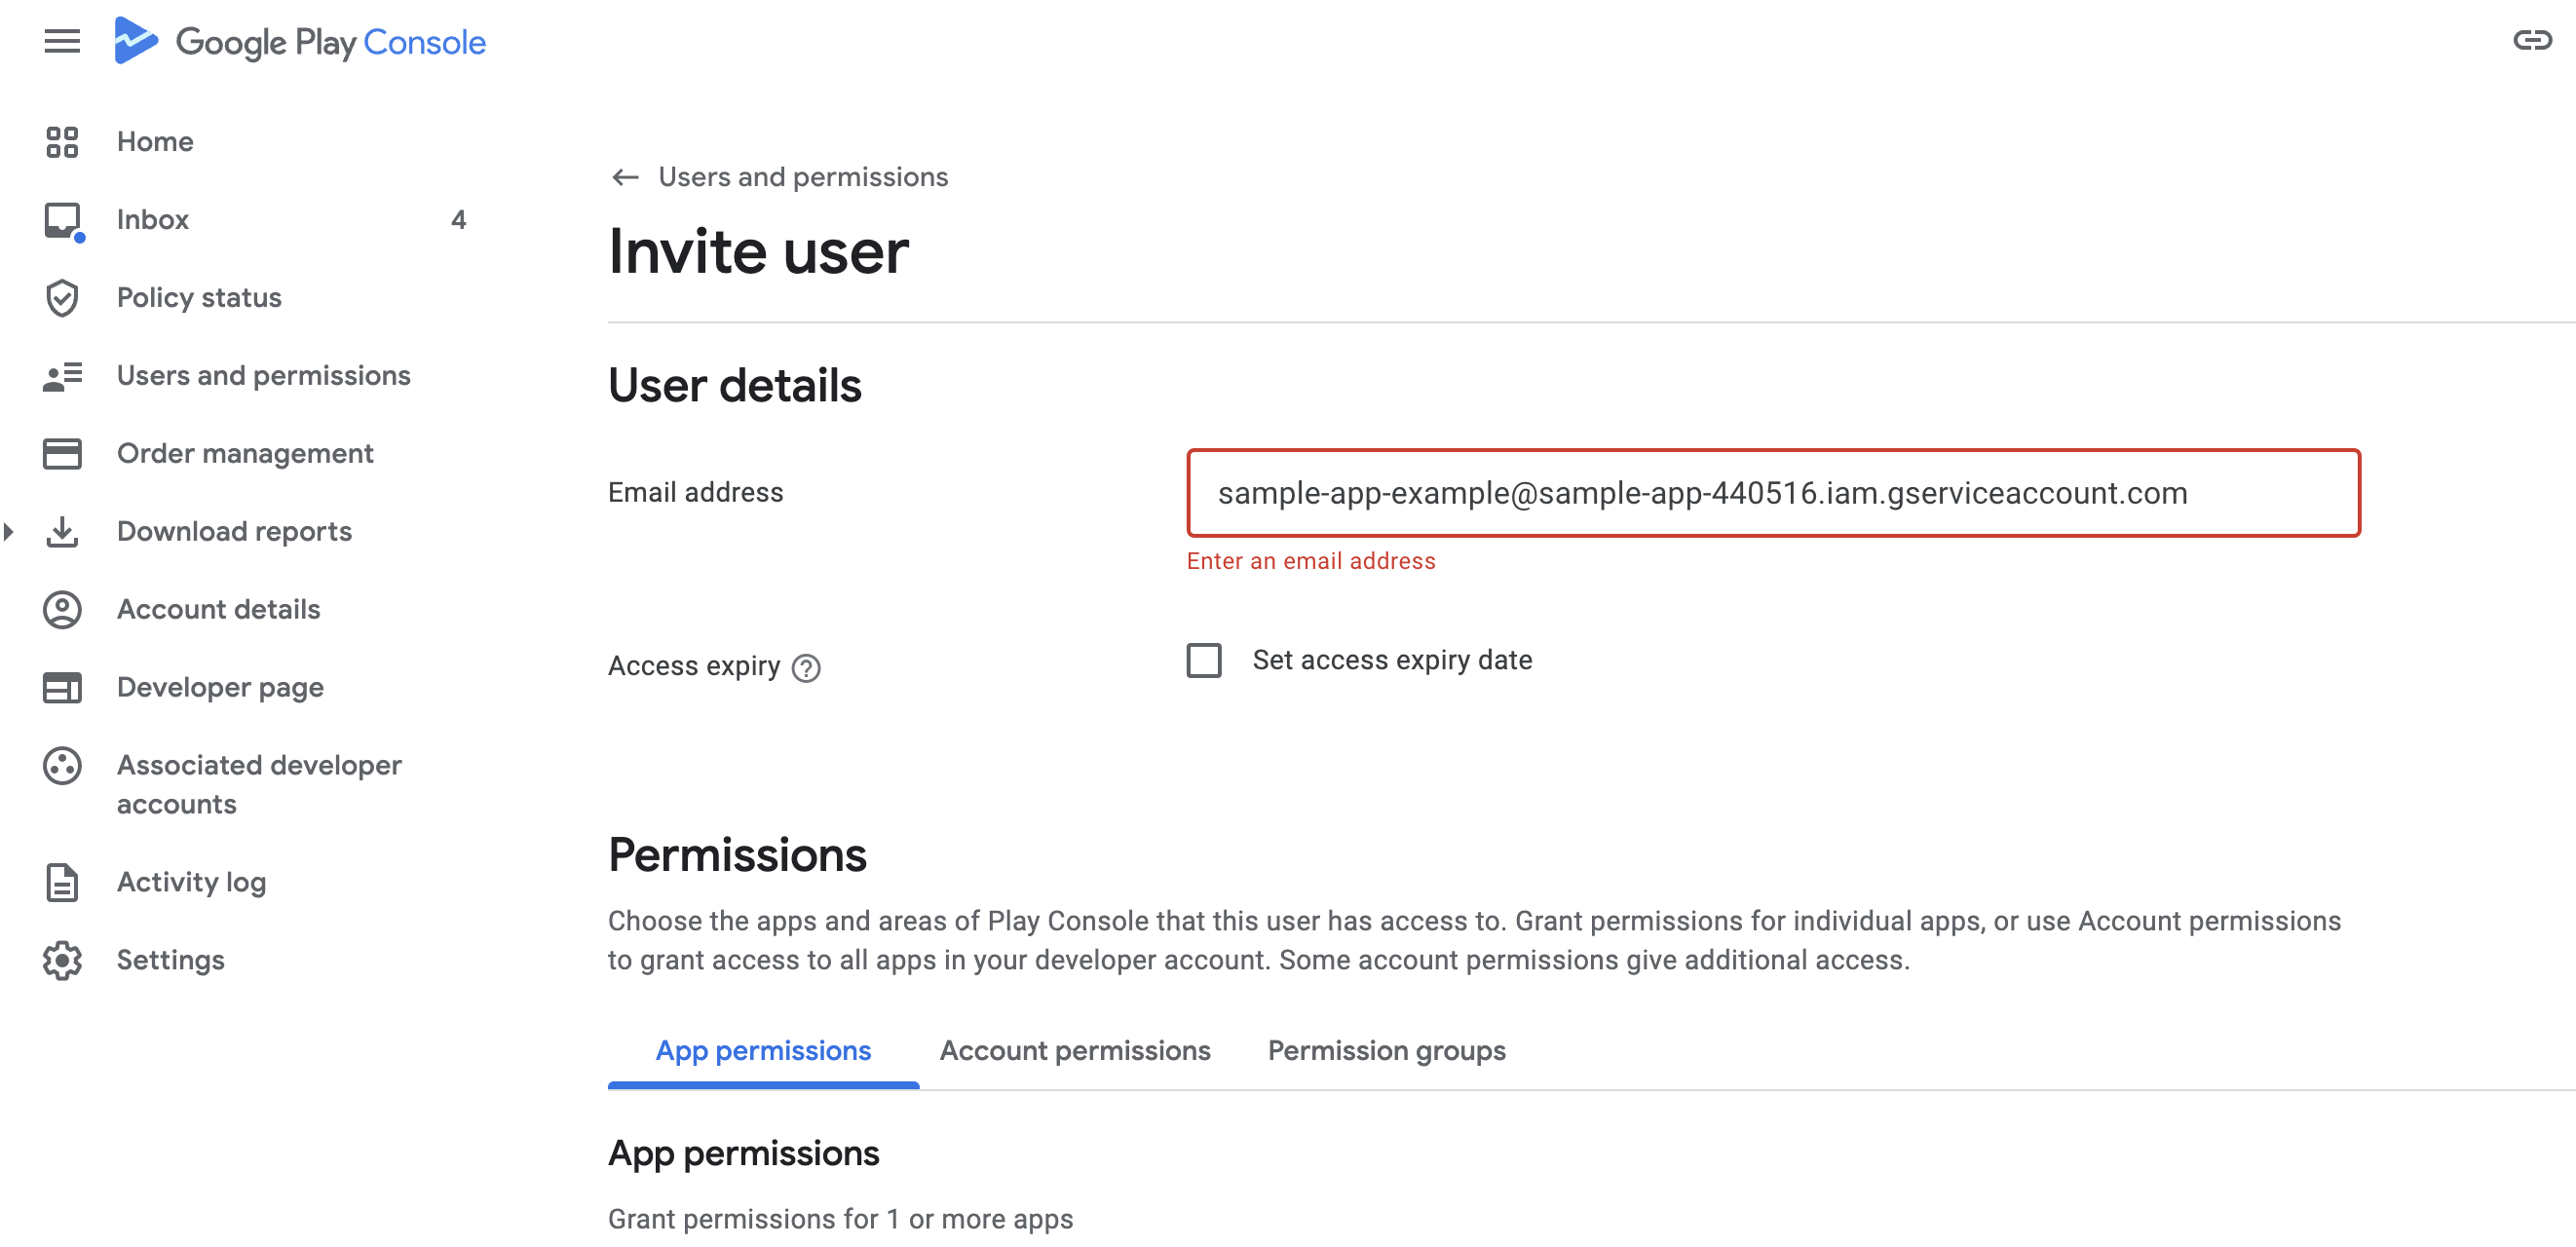 Google Play Console
Home
Inbox 4
Policy status
Users and permissions
Order management
Download reports
Account details
Developer page
Associated developer
accounts
Activity log
Settings
Users and permissions
Invite user
User details
Email address
sample-app-example@sample-app-440516.iam.gserviceaccount.com
Enter an email address
Access expiry
Set access expiry date
Permissions
Choose the apps and areas of Play Console that this user has access to. Grant permissions for individual apps, or use Account permissions
to grant access to all apps in your developer account. Some account permissions give additional access.
App permissions Account permissions Permission groups
App permissions
Grant permissions for 1 or more apps